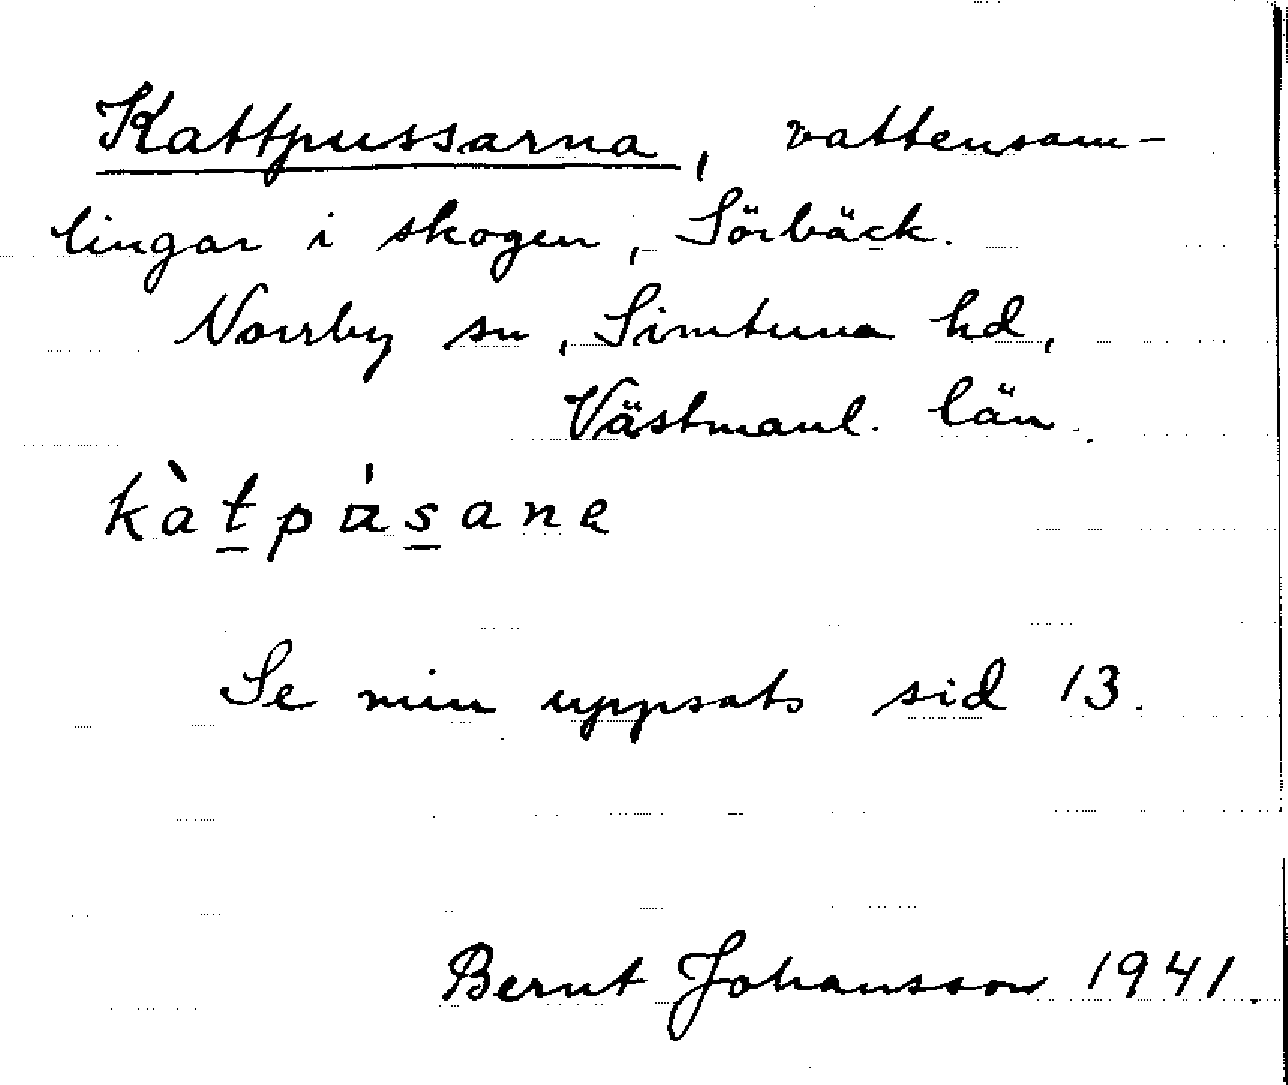 Kattpussarna, vattensam-
lingar i skogen, Sörbäck.
Norrby sn, Simtuna hd,
Västmanl. län.
kàtpásane
Se min uppsats sid 13.
Bernt Johansson 1941.